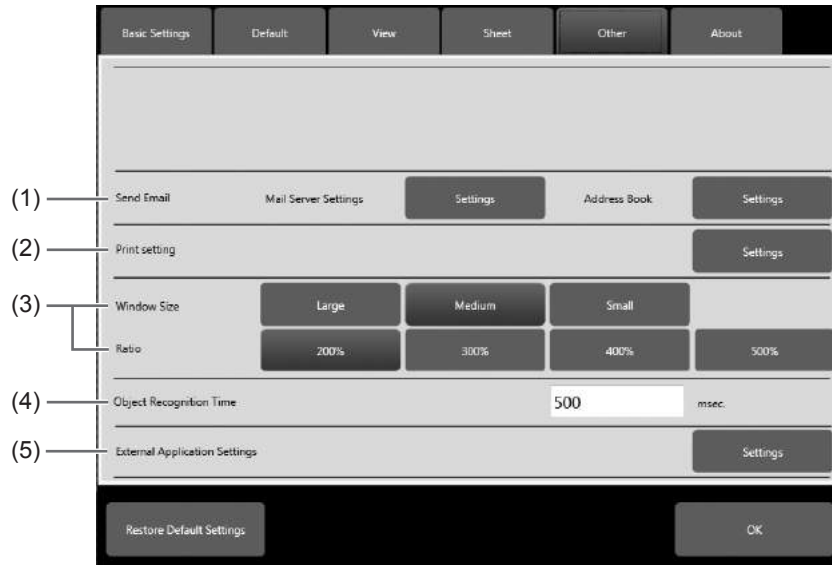 Basic Settings Default View Sheet Other About
(1) Send Email Mail Server Settings Settings Address Book Settings
(2) Print setting Settings
(3) Window Size Large Medium Small
Ratio 200% 300% 400% 500%
(4) Object Recognition Time 500 msec.
(5) External Application Settings Settings
Restore Default Settings OK